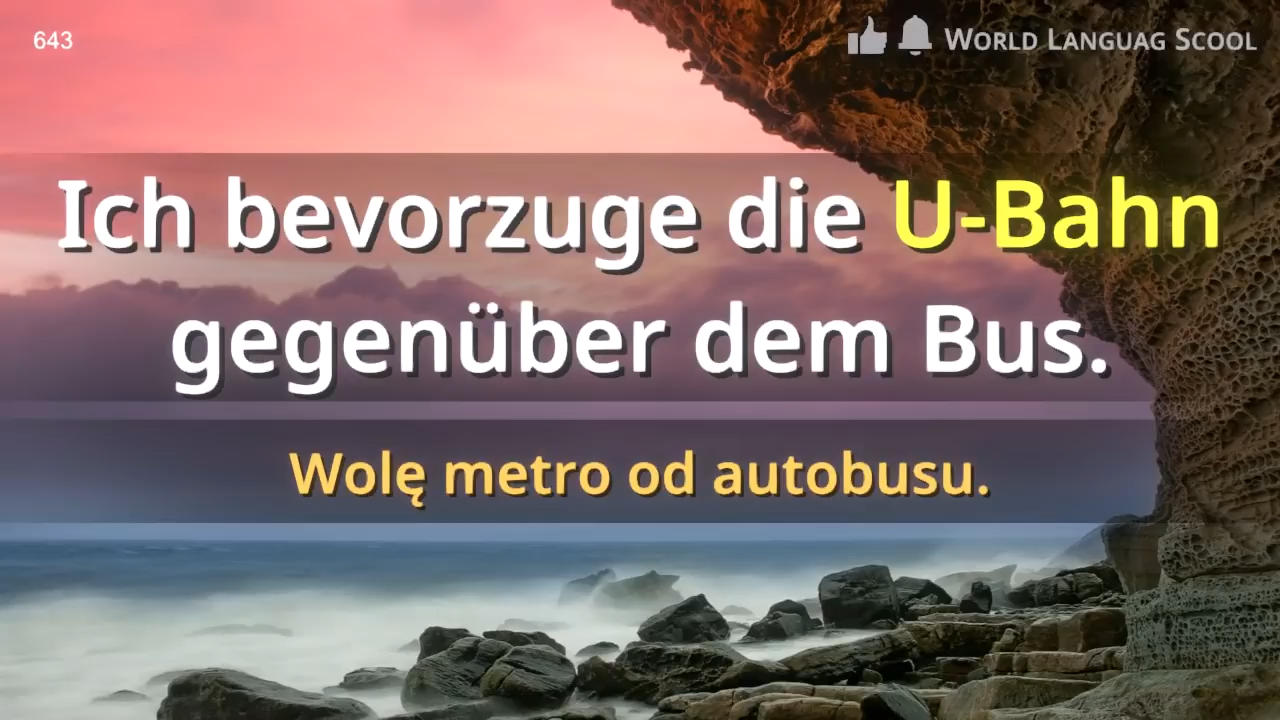 643
World Languag Scool
Ich bevorzuge die U-Bahn
gegenüber dem Bus.
Wolę metro od autobusu.